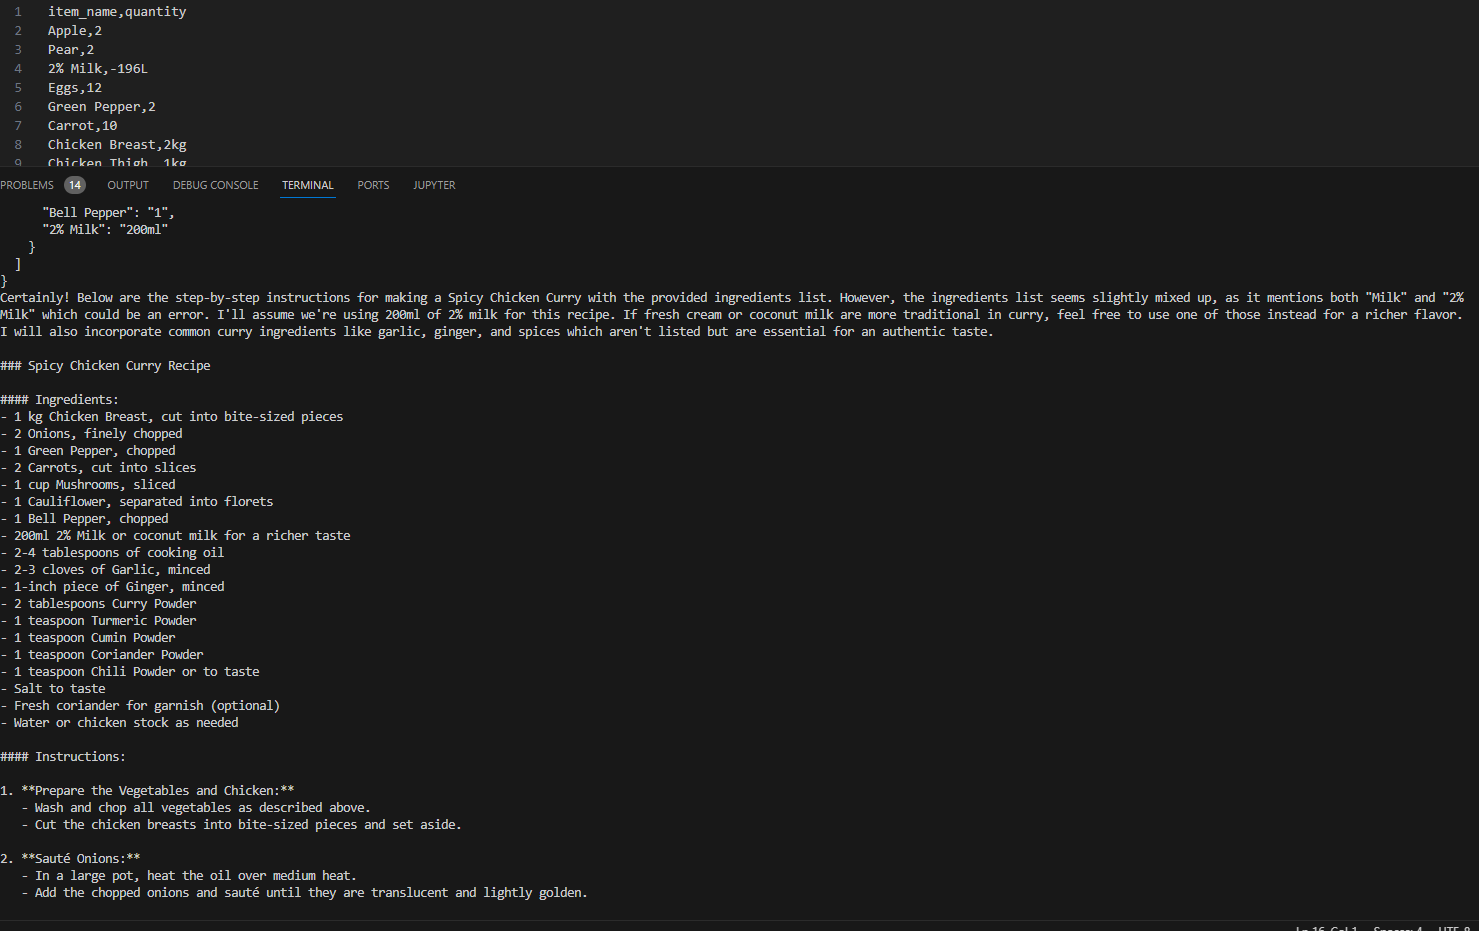 1 item_name,quantity
2 Apple,2
3 Pear,2
4 2% Milk,-196L
5 Eggs,12
6 Green Pepper,2
7 Carrot,10
8 Chicken Breast,2kg
9 Chicken Thigh, 1kg
PROBLEMS 14 OUTPUT DEBUG CONSOLE TERMINAL PORTS JUPYTER
"Bell Pepper": "1",
"2% Milk": "200ml"
}
]
}
Certainly! Below are the step-by-step instructions for making a Spicy Chicken Curry with the provided ingredients list. However, the ingredients list seems slightly mixed up, as it mentions both "Milk" and "2%
Milk" which could be an error. I'll assume we're using 200ml of 2% milk for this recipe. If fresh cream or coconut milk are more traditional in curry, feel free to use one of those instead for a richer flavor.
I will also incorporate common curry ingredients like garlic, ginger, and spices which aren't listed but are essential for an authentic taste.
### Spicy Chicken Curry Recipe
#### Ingredients:
- 1 kg Chicken Breast, cut into bite-sized pieces
- 2 Onions, finely chopped
- 1 Green Pepper, chopped
- 2 Carrots, cut into slices
- 1 cup Mushrooms, sliced
- 1 Cauliflower, separated into florets
- 1 Bell Pepper, chopped
- 200ml 2% Milk or coconut milk for a richer taste
- 2-4 tablespoons of cooking oil
- 2-3 cloves of Garlic, minced
- 1-inch piece of Ginger, minced
- 2 tablespoons Curry Powder
- 1 teaspoon Turmeric Powder
- 1 teaspoon Cumin Powder
- 1 teaspoon Coriander Powder
- 1 teaspoon Chili Powder or to taste
- Salt to taste
- Fresh coriander for garnish (optional)
- Water or chicken stock as needed
#### Instructions:
1. **Prepare the Vegetables and Chicken:**
- Wash and chop all vegetables as described above.
- Cut the chicken breasts into bite-sized pieces and set aside.
2. **Sauté Onions:**
- In a large pot, heat the oil over medium heat.
- Add the chopped onions and sauté until they are translucent and lightly golden.